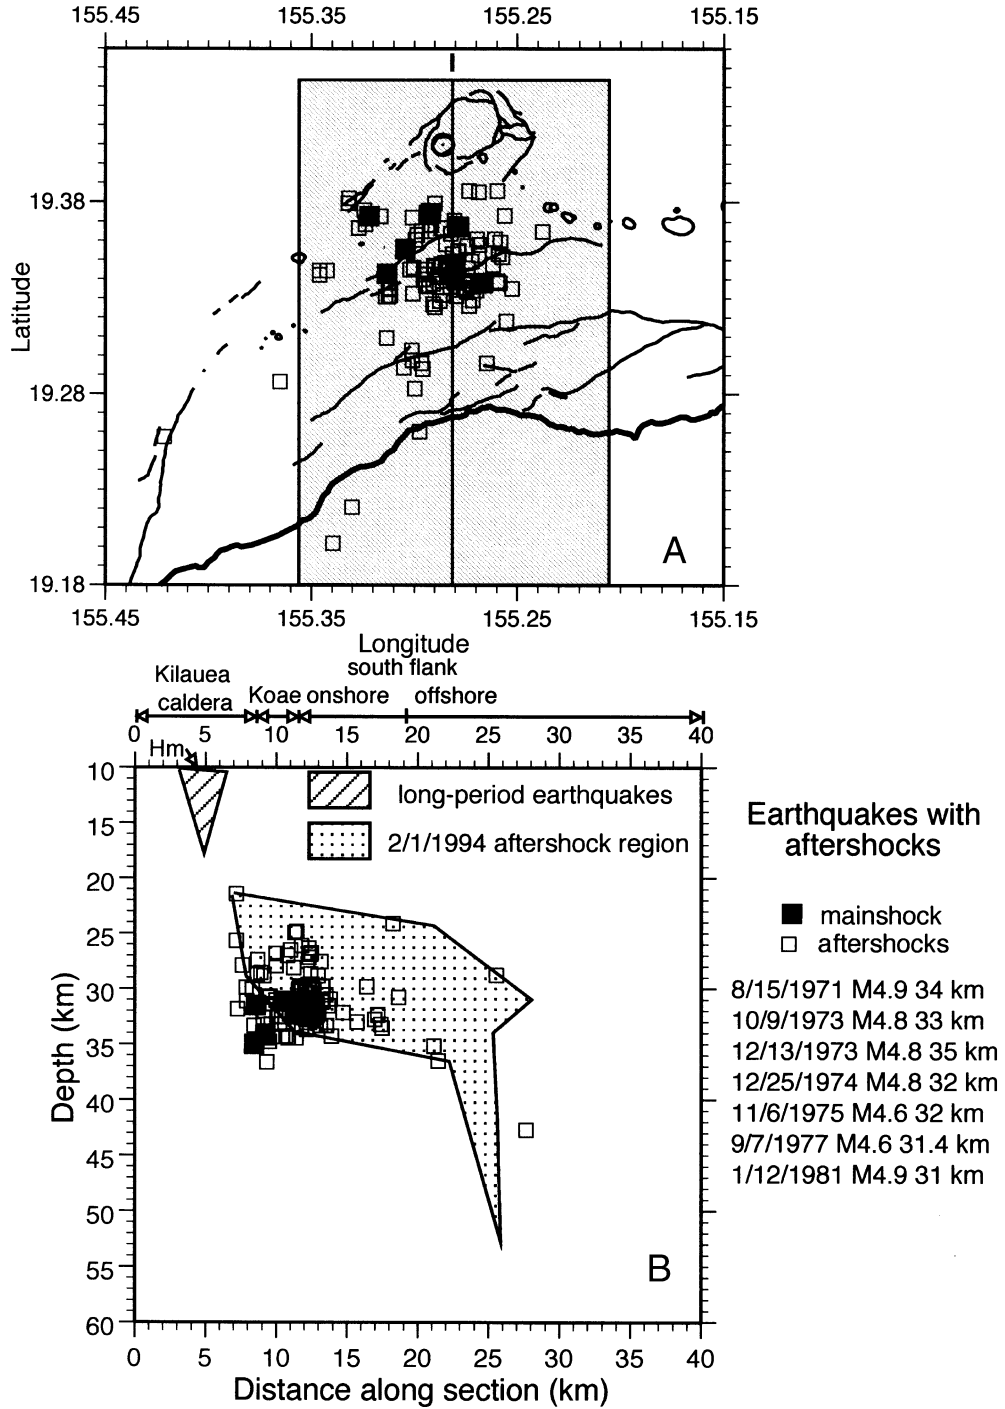 155.45 155.35 155.25 155.15
19.38
19.28
19.18
Latitude
A
155.45 155.35 155.25 155.15
Longitude
Kilauea
caldera
south flank
Koae onshore offshore
0 5 10 15 20 25 30 35 40
Hm
10
15
20
25
30
35
40
45
50
55
60
Depth (km)
long-period earthquakes
2/1/1994 aftershock region
B
0 5 10 15 20 25 30 35 40
Distance along section (km)
Earthquakes with
aftershocks
mainshock
aftershocks
8/15/1971 M4.9 34 km
10/9/1973 M4.8 33 km
12/13/1973 M4.8 35 km
12/25/1974 M4.8 32 km
11/6/1975 M4.6 32 km
9/7/1977 M4.6 31.4 km
1/12/1981 M4.9 31 km